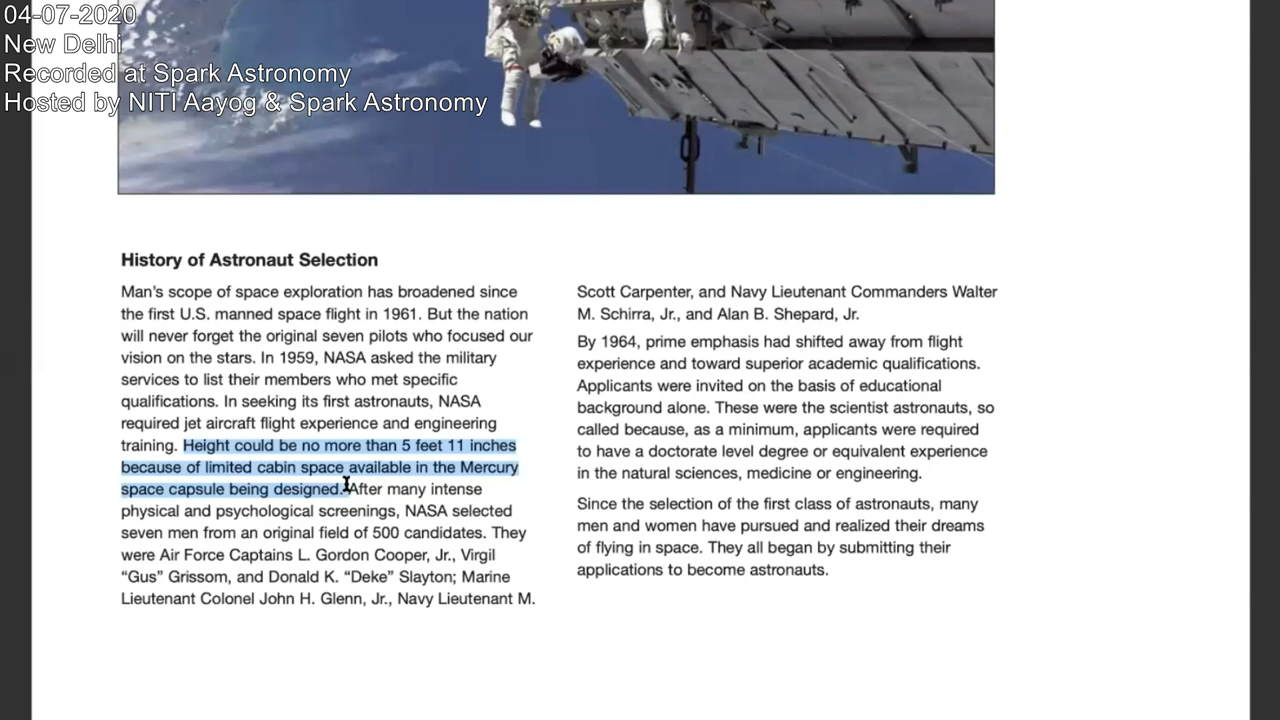 04-07-2020
New Delhi
Recorded at Spark Astronomy
Hosted by NITI Aayog & Spark Astronomy
History of Astronaut Selection
Man's scope of space exploration has broadened since
the first U.S. manned space flight in 1961. But the nation
will never forget the original seven pilots who focused our
vision on the stars. In 1959, NASA asked the military
services to list their members who met specific
qualifications. In seeking its first astronauts, NASA
required jet aircraft flight experience and engineering
training. Height could be no more than 5 feet 11 inches
because of limited cabin space available in the Mercury
space capsule being designed. After many intense
physical and psychological screenings, NASA selected
seven men from an original field of 500 candidates. They
were Air Force Captains L. Gordon Cooper, Jr., Virgil
“Gus” Grissom, and Donald K. “Deke” Slayton; Marine
Lieutenant Colonel John H. Glenn, Jr., Navy Lieutenant M.
Scott Carpenter, and Navy Lieutenant Commanders Walter
M. Schirra, Jr., and Alan B. Shepard, Jr.
By 1964, prime emphasis had shifted away from flight
experience and toward superior academic qualifications.
Applicants were invited on the basis of educational
background alone. These were the scientist astronauts, so
called because, as a minimum, applicants were required
to have a doctorate level degree or equivalent experience
in the natural sciences, medicine or engineering.
Since the selection of the first class of astronauts, many
men and women have pursued and realized their dreams
of flying in space. They all began by submitting their
applications to become astronauts.